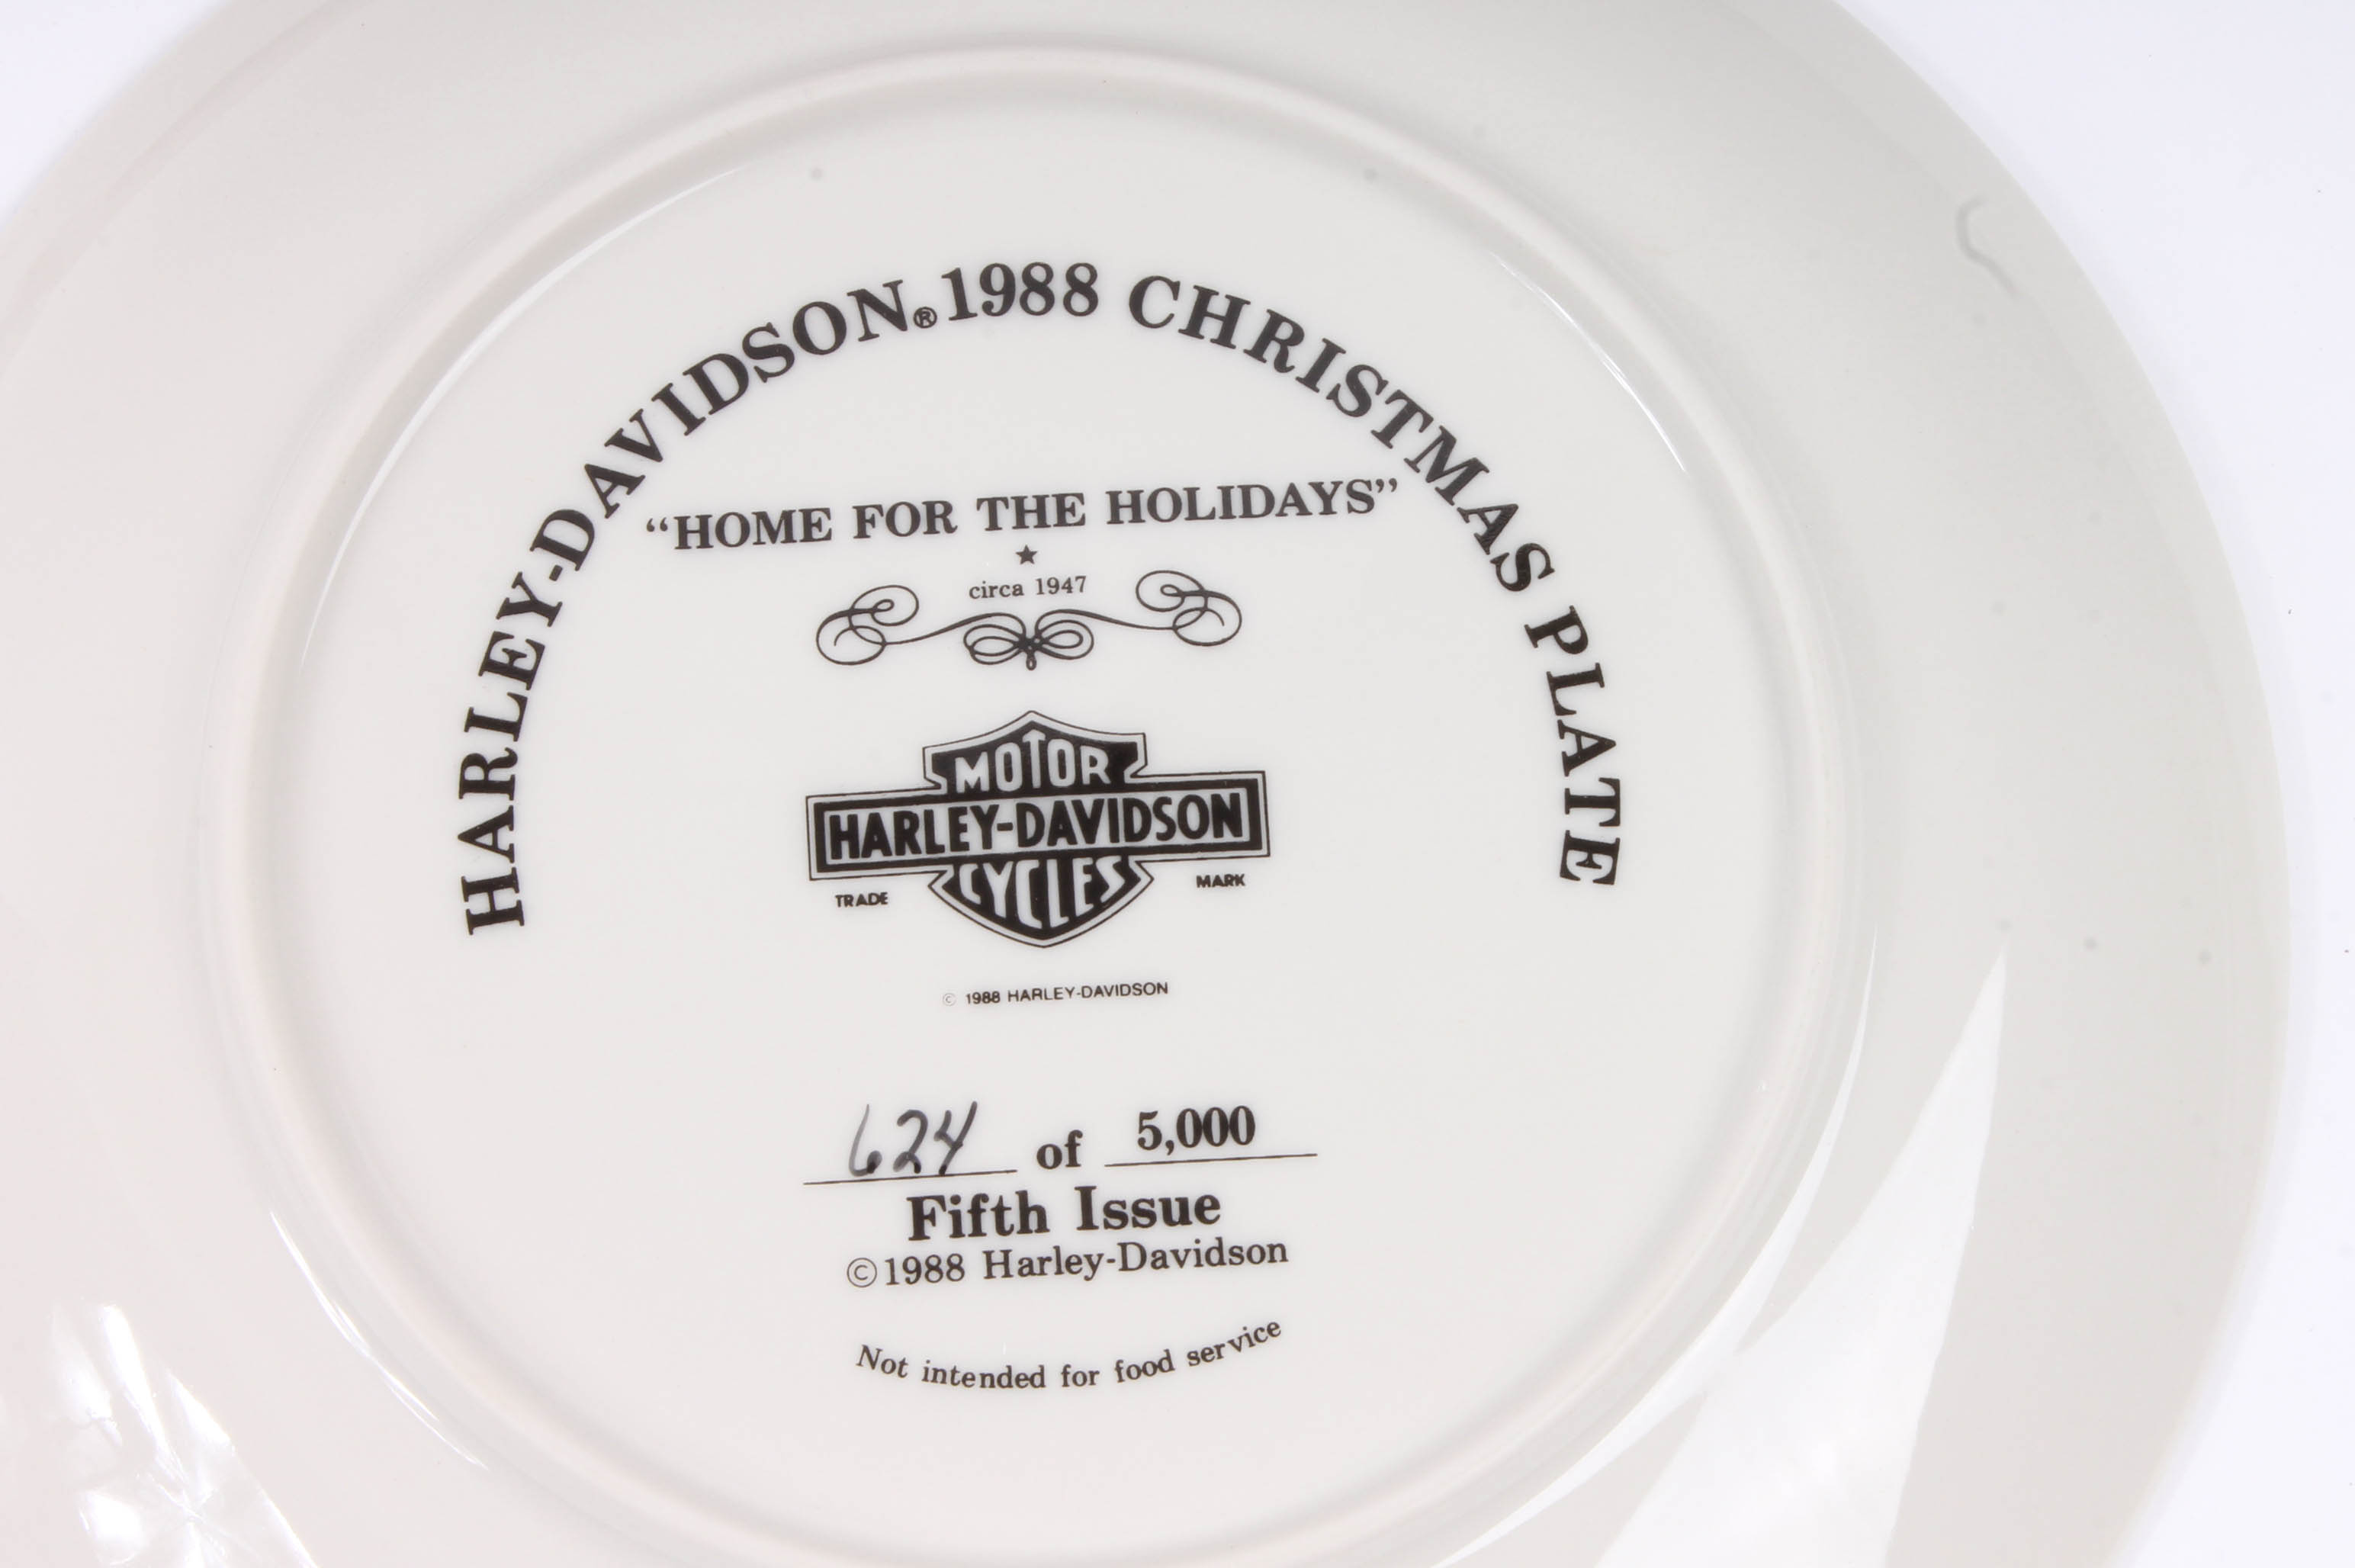 HARLEY-DAVIDSON® 1988 CHRISTMAS PLATE
“HOME FOR THE HOLIDAYS”
circa 1947
MOTOR
HARLEY-DAVIDSON
CYCLES
TRADE MARK
© 1988 HARLEY-DAVIDSON
624 of 5,000
Fifth Issue
©1988 Harley-Davidson
Not intended for food service